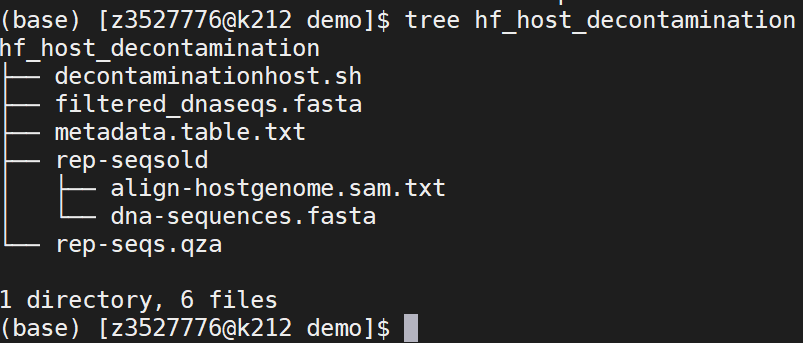 (base) [z3527776@k212 demo]$ tree hf_host_decontamination
hf_host_decontamination
├── decontaminationhost.sh
├── filtered_dnaseqs.fasta
├── metadata.table.txt
├── rep-seqsold
│   ├── align-hostgenome.sam.txt
│   └── dna-sequences.fasta
└── rep-seqs.qza

1 directory, 6 files
(base) [z3527776@k212 demo]$